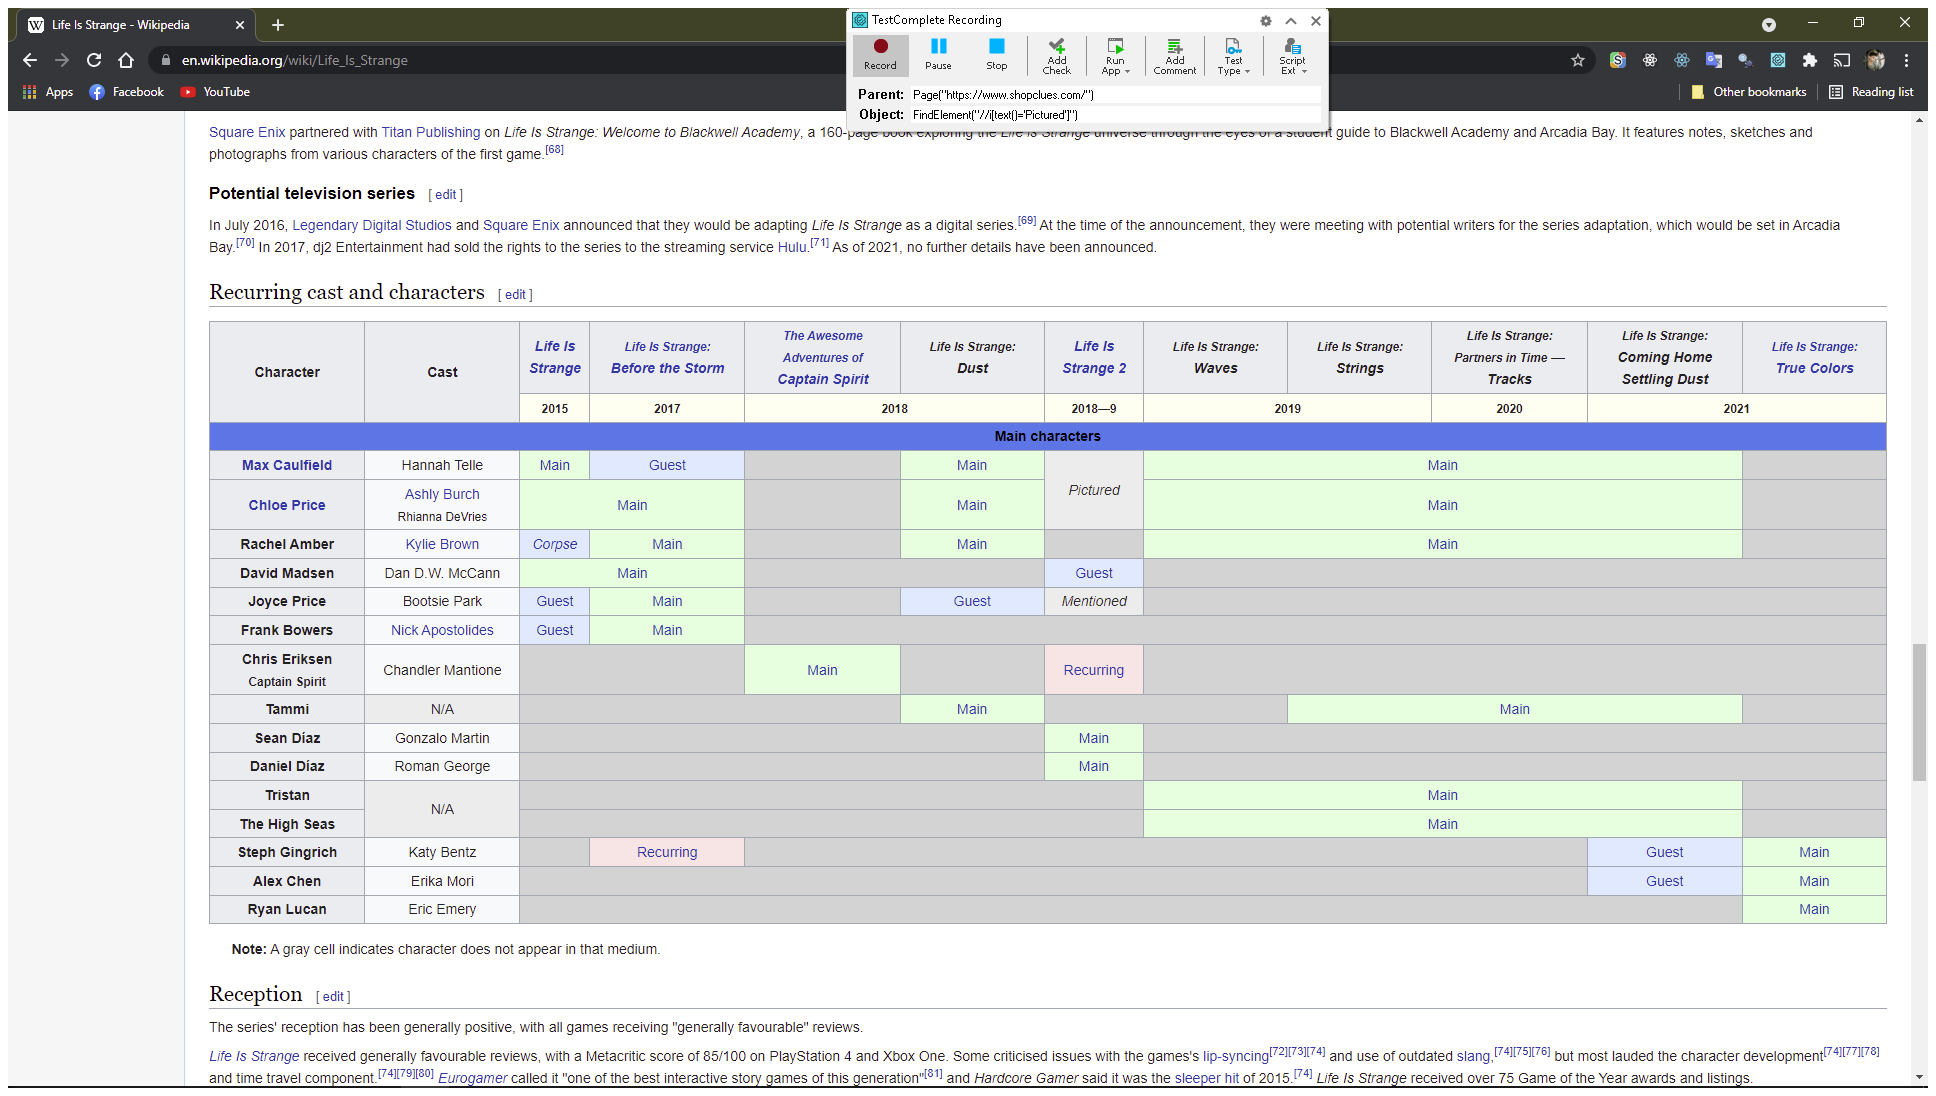 Life Is Strange - Wikipedia
TestComplete Recording
Record
Pause
Stop
Add Check
Run App
Add Comment
Test Type
Script Ext
Parent: Page("https://www.shopclues.com/")
Object: FindElement("//i[text()='Pictured']")
en.wikipedia.org/wiki/Life_Is_Strange
Apps Facebook YouTube Other bookmarks Reading list
Square Enix partnered with Titan Publishing on Life Is Strange: Welcome to Blackwell Academy, a 160-page book exploring the Life Is Strange universe through the eyes of a student guide to Blackwell Academy and Arcadia Bay. It features notes, sketches and
photographs from various characters of the first game.[68]
Potential television series [ edit ]
In July 2016, Legendary Digital Studios and Square Enix announced that they would be adapting Life Is Strange as a digital series.[69] At the time of the announcement, they were meeting with potential writers for the series adaptation, which would be set in Arcadia
Bay.[70] In 2017, dj2 Entertainment had sold the rights to the series to the streaming service Hulu.[71] As of 2021, no further details have been announced.
Recurring cast and characters [ edit ]
Character
Cast
Life Is Strange
Life Is Strange: Before the Storm
The Awesome Adventures of Captain Spirit
Life Is Strange: Dust
Life Is Strange 2
Life Is Strange: Waves
Life Is Strange: Strings
Life Is Strange: Partners in Time — Tracks
Life Is Strange: Coming Home Settling Dust
Life Is Strange: True Colors
2015 2017 2018 2018—9 2019 2020 2021
Main characters
Max Caulfield Hannah Telle Main Guest Main Pictured Main
Chloe Price Ashly Burch Rhianna DeVries Main Main Main
Rachel Amber Kylie Brown Corpse Main Main Main
David Madsen Dan D.W. McCann Main Guest
Joyce Price Bootsie Park Guest Main Guest Mentioned
Frank Bowers Nick Apostolides Guest Main
Chris Eriksen Captain Spirit Chandler Mantione Main Recurring
Tammi N/A Main Main
Sean Díaz Gonzalo Martin Main
Daniel Díaz Roman George Main
Tristan N/A Main
The High Seas Main
Steph Gingrich Katy Bentz Recurring Guest Main
Alex Chen Erika Mori Guest Main
Ryan Lucan Eric Emery Main
Note: A gray cell indicates character does not appear in that medium.
Reception [ edit ]
The series' reception has been generally positive, with all games receiving "generally favourable" reviews.
Life Is Strange received generally favourable reviews, with a Metacritic score of 85/100 on PlayStation 4 and Xbox One. Some criticised issues with the games's lip-syncing[72][73][74] and use of outdated slang,[74][75][76] but most lauded the character development[74][77][78]
and time travel component.[74][79][80] Eurogamer called it "one of the best interactive story games of this generation"[81] and Hardcore Gamer said it was the sleeper hit of 2015.[74] Life Is Strange received over 75 Game of the Year awards and listings.